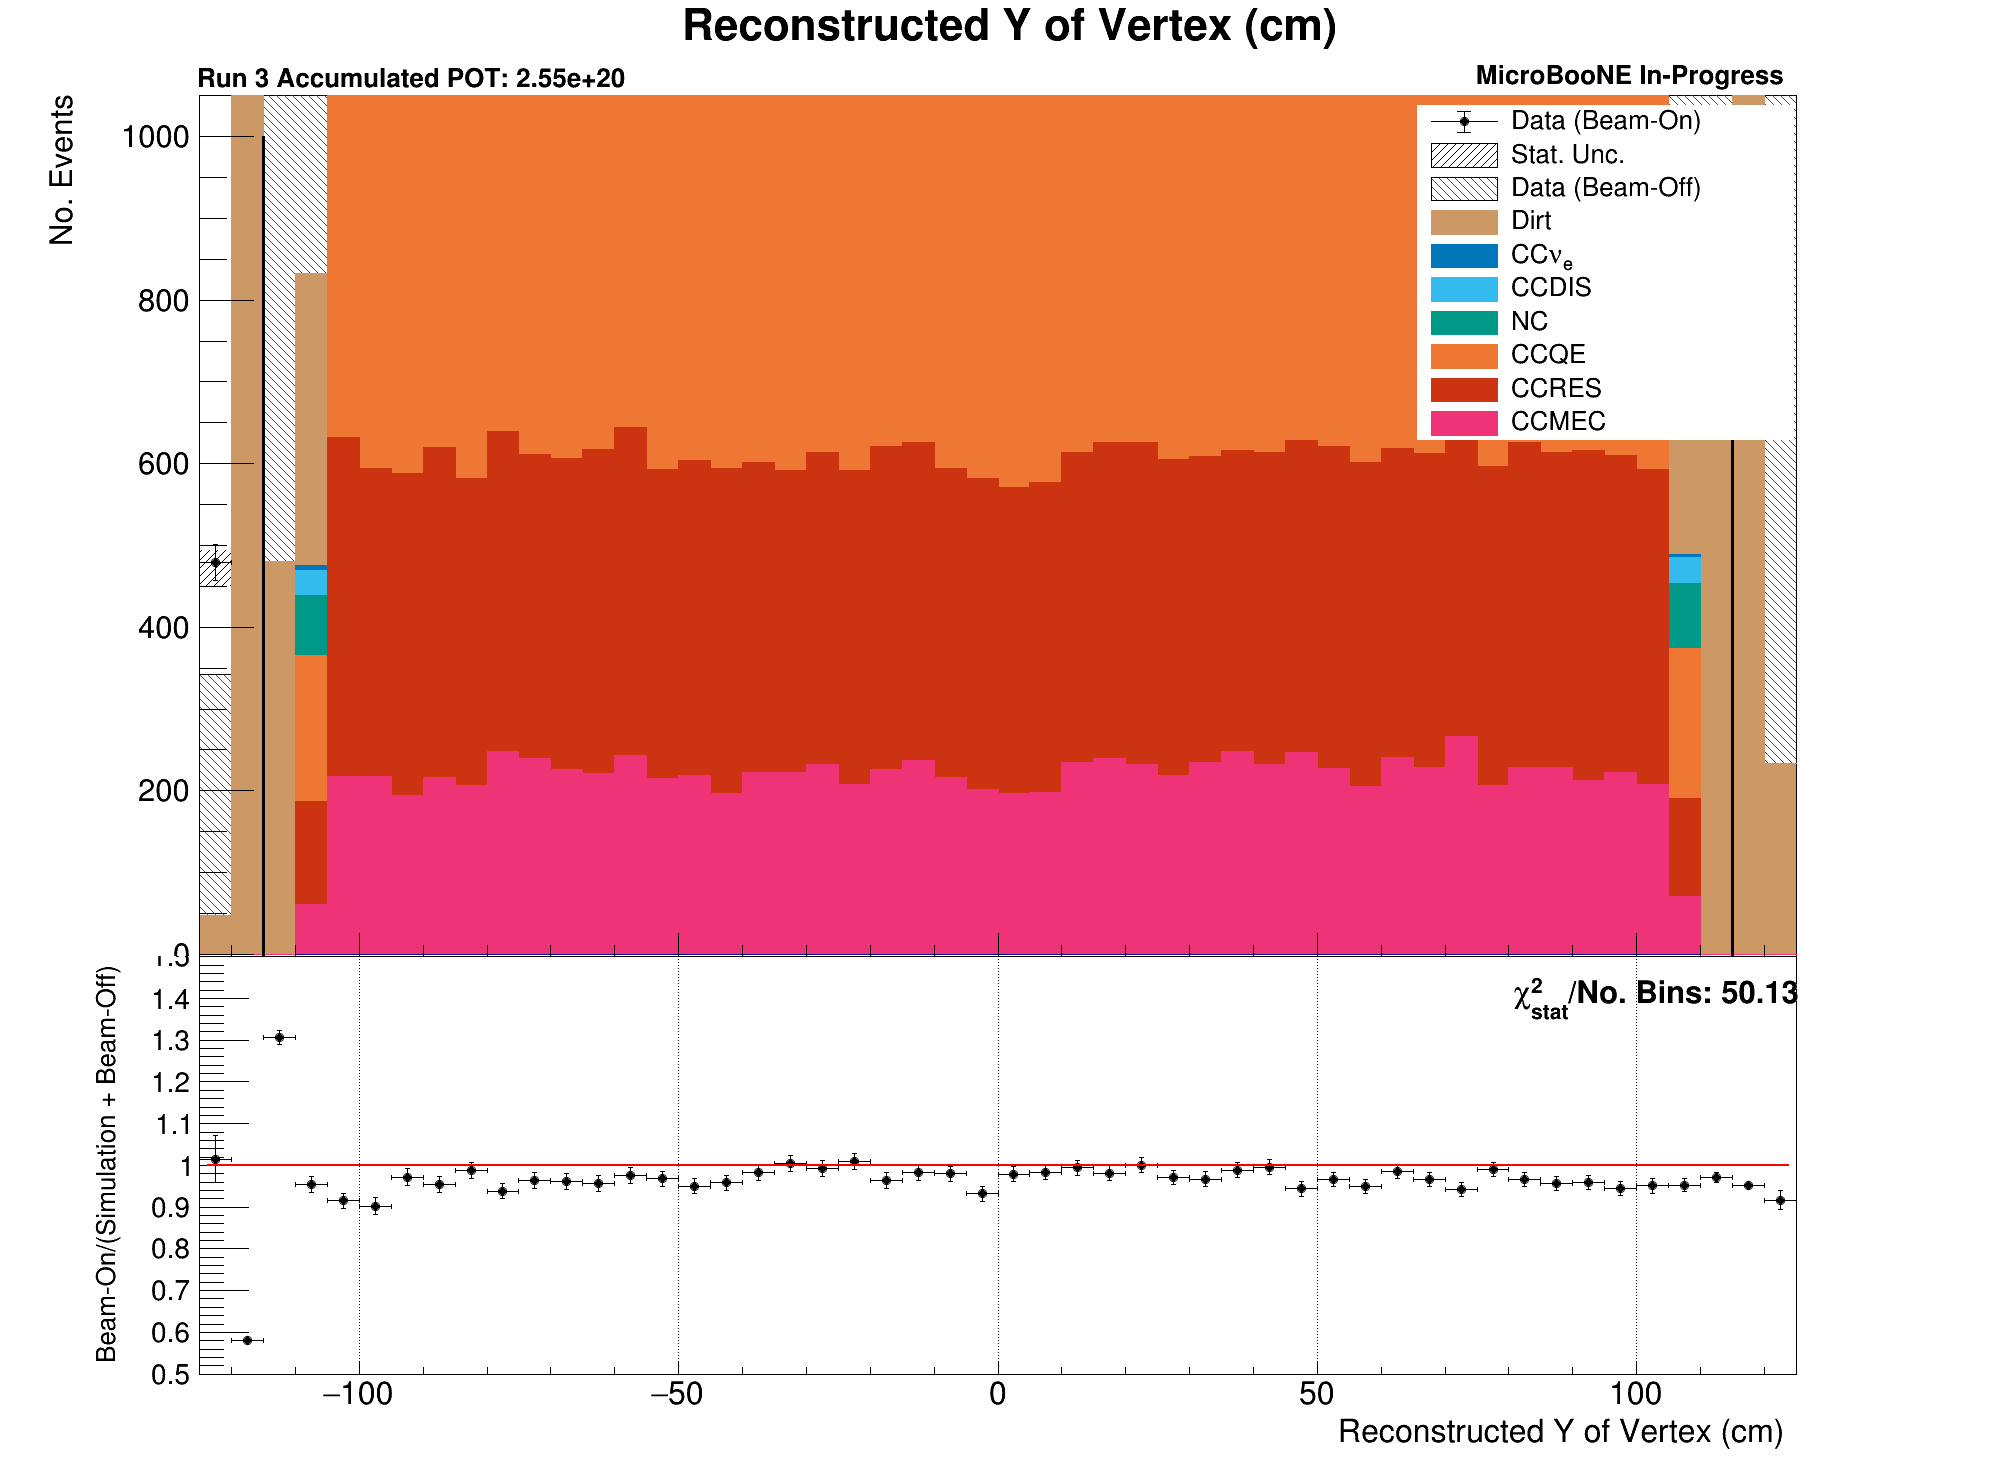 Reconstructed Y of Vertex (cm)
Run 3 Accumulated POT: 2.55e+20
MicroBooNE In-Progress
No. Events
1000
800
600
400
200
0
Data (Beam-On)
Stat. Unc.
Data (Beam-Off)
Dirt
CCνe
CCDIS
NC
CCQE
CCRES
CCMEC
Beam-On/(Simulation + Beam-Off)
1.5
1.4
1.3
1.2
1.1
1
0.9
0.8
0.7
0.6
0.5
χ²stat/No. Bins: 50.13
−100
−50
0
50
100
Reconstructed Y of Vertex (cm)